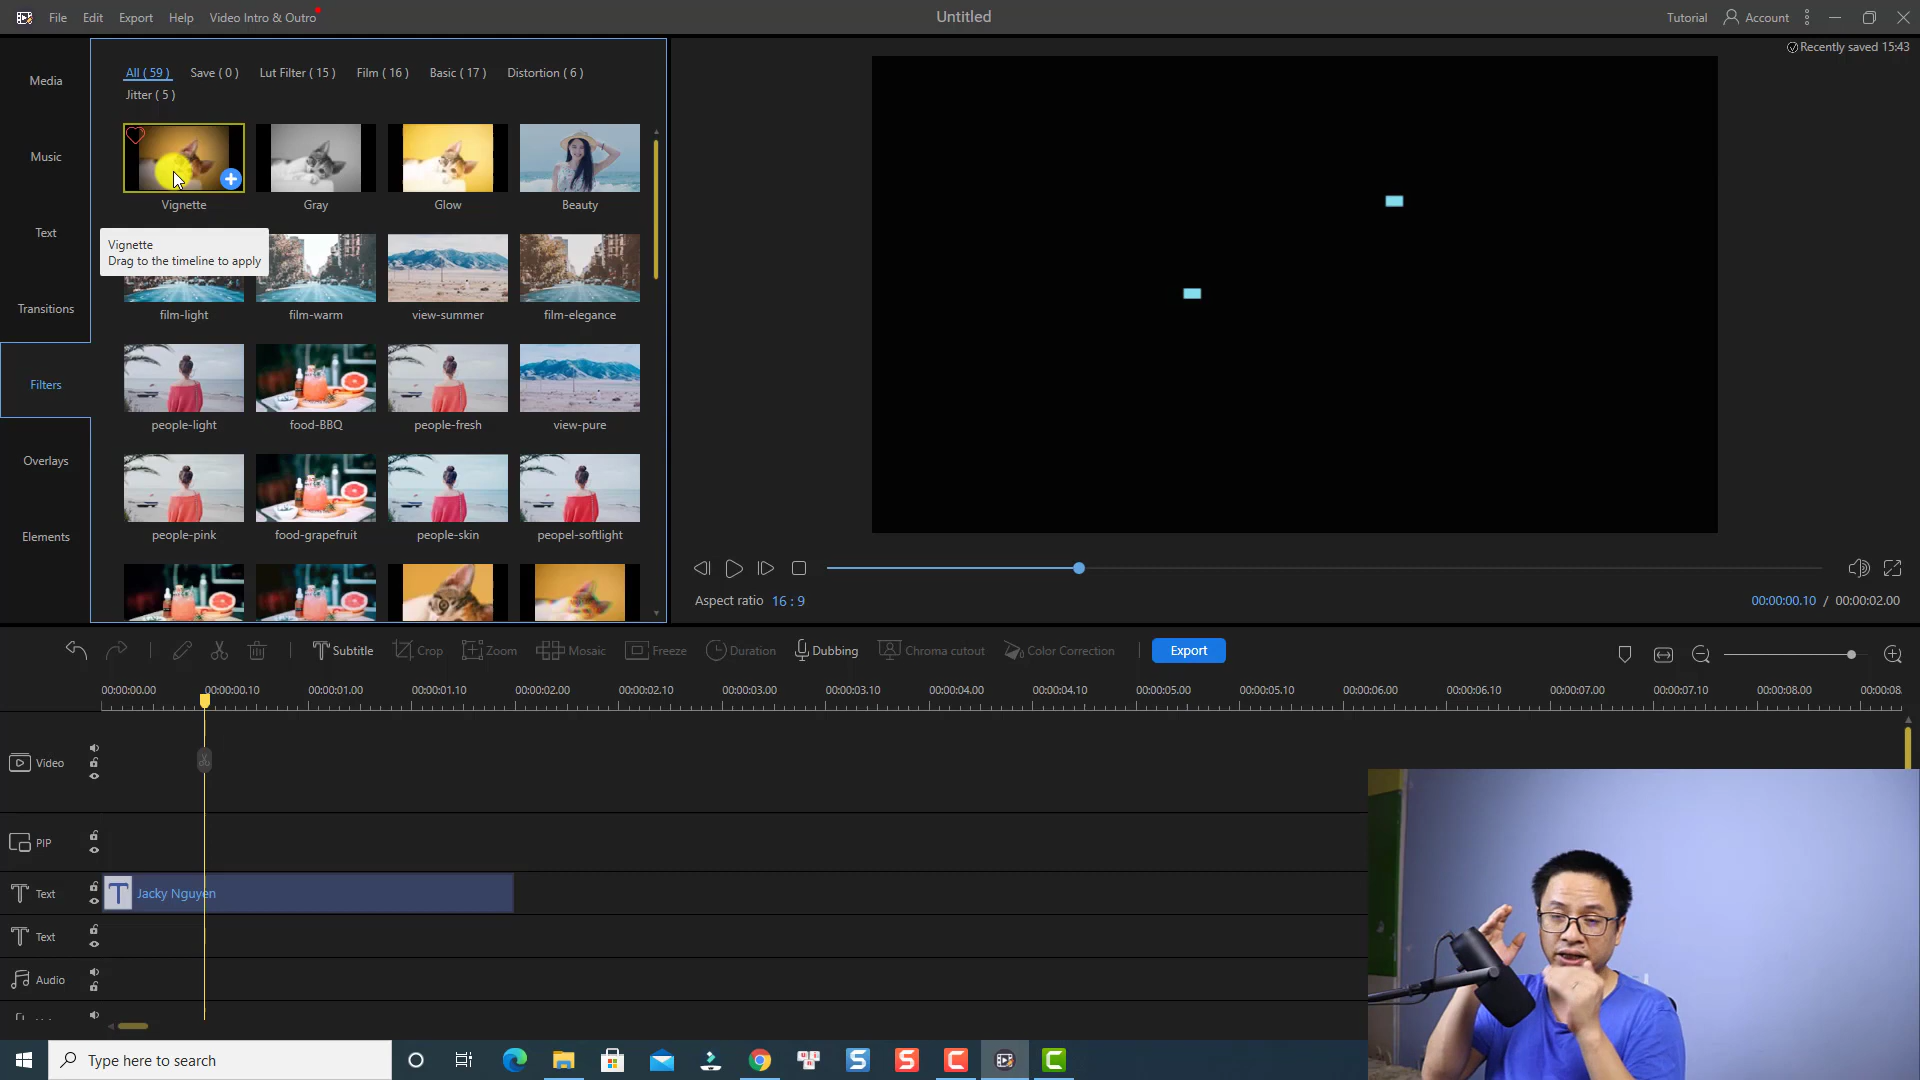 File Edit Export Help Video Intro & Outro
Untitled
Tutorial Account
Recently saved 15:43
Media
Music
Text
Transitions
Filters
Overlays
Elements
All ( 59 ) Save ( 0 ) Lut Filter ( 15 ) Film ( 16 ) Basic ( 17 ) Distortion ( 6 )
Jitter ( 5 )
Vignette Gray Glow Beauty
Vignette
Drag to the timeline to apply
film-light film-warm view-summer film-elegance
people-light food-BBQ people-fresh view-pure
people-pink food-grapefruit people-skin peopel-softlight
Aspect ratio 16 : 9
00:00:00.10 / 00:00:02.00
Subtitle Crop Zoom Mosaic Freeze Duration Dubbing Chroma cutout Color Correction Export
00:00:00.00 00:00:00.10 00:00:01.00 00:00:01.10 00:00:02.00 00:00:02.10 00:00:03.00 00:00:03.10 00:00:04.00 00:00:04.10 00:00:05.00 00:00:05.10 00:00:06.00 00:00:06.10 00:00:07.00 00:00:07.10 00:00:08.00 00:00:08.
Video
PIP
Text
T Jacky Nguyen
Text
Audio
Type here to search